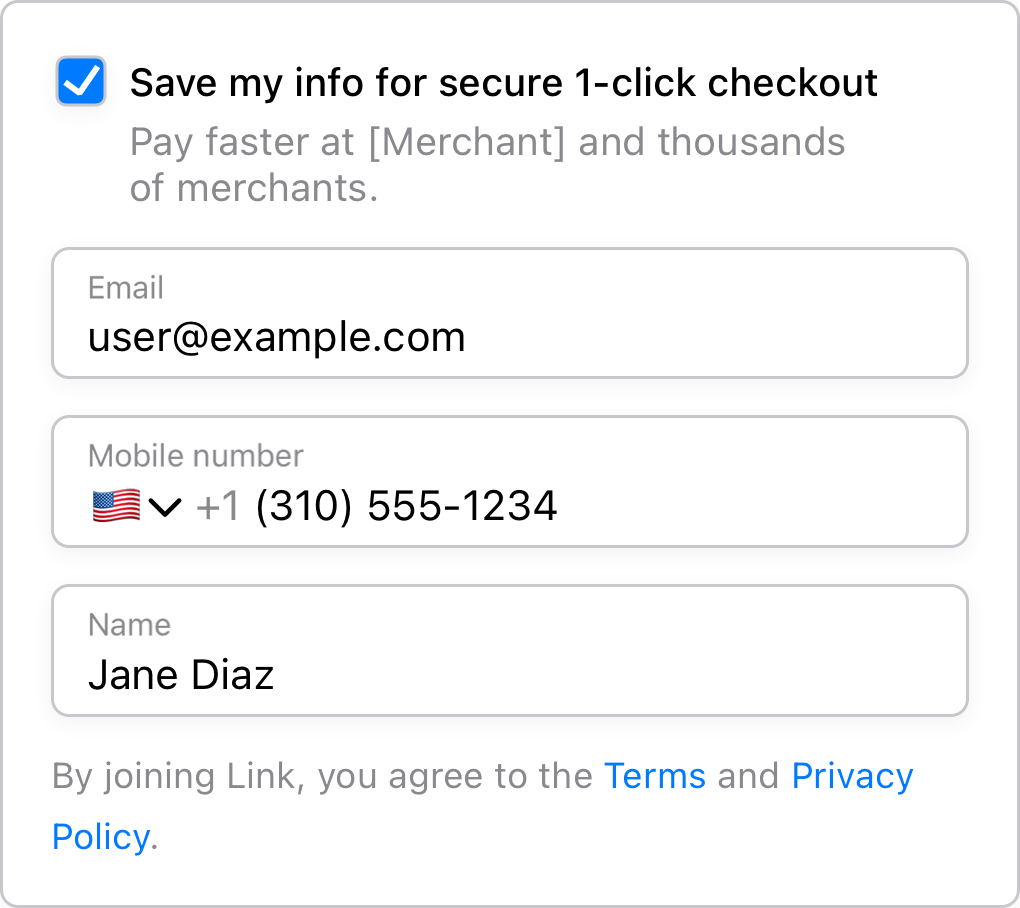 Save my info for secure 1-click checkout
Pay faster at [Merchant] and thousands
of merchants.
Email
user@example.com
Mobile number
+1 (310) 555-1234
Name
Jane Diaz
By joining Link, you agree to the Terms and Privacy
Policy.